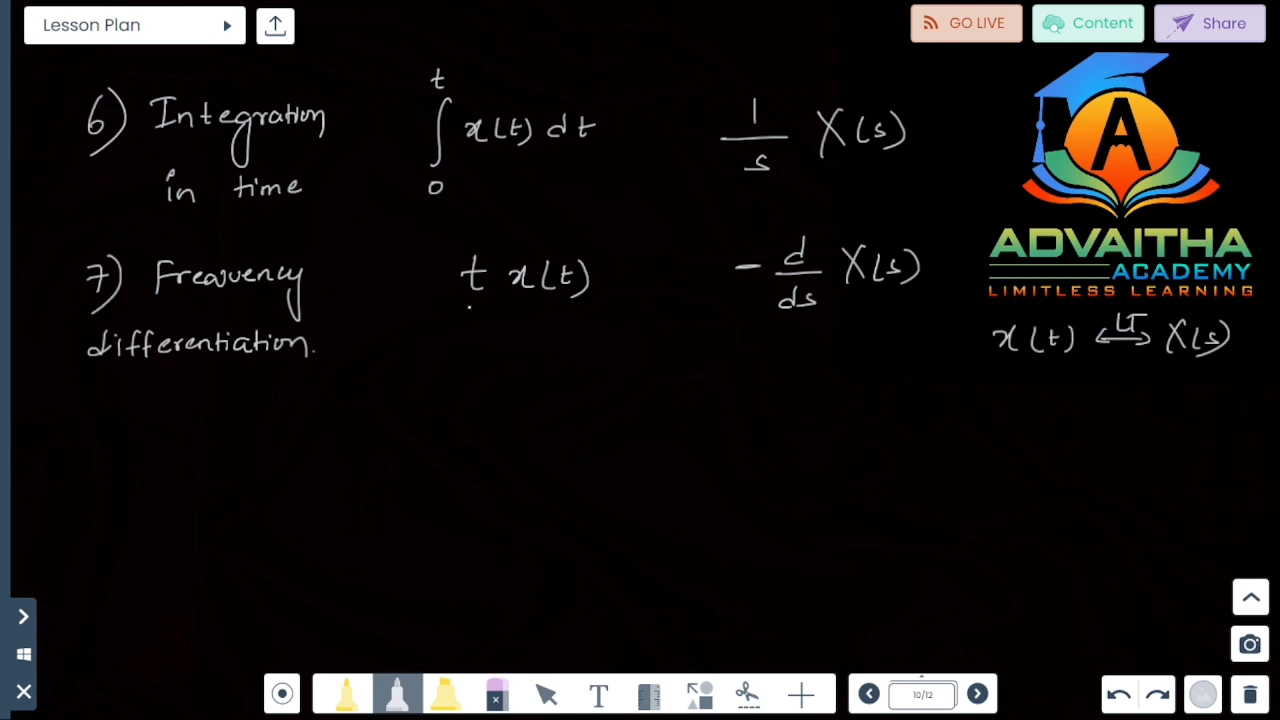 Lesson Plan
GO LIVE
Content
Share
6) Integration in time
t
∫ x(t) dt
0
1/s X(s)
7) Frequency differentiation.
t x(t)
- d/ds X(s)
A
ADVAITHA
ACADEMY
LIMITLESS LEARNING
x(t) ⟷ LT X(s)
T
10/12
A